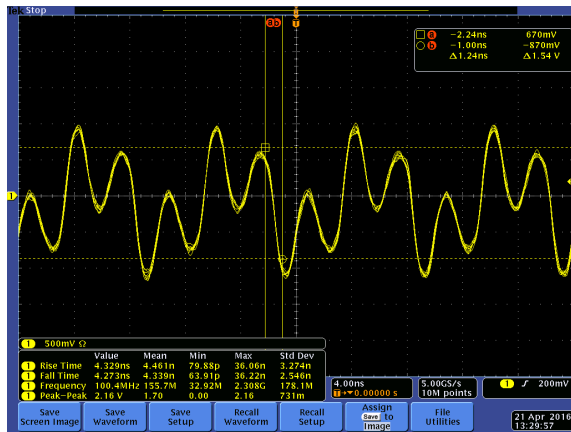 Tek Stop
a b
T
a -2.24ns 670mV
b -1.00ns -870mV
Δ1.24ns Δ1.54 V
1
1 500mV Ω
Value Mean Min Max Std Dev
1 Rise Time 4.329ns 4.461n 79.88p 36.06n 3.274n
1 Fall Time 4.273ns 4.339n 63.91p 36.22n 2.546n
1 Frequency 100.4MHz 155.7M 32.92M 2.308G 178.1M
1 Peak-Peak 2.16 V 1.70 0.00 2.16 731m
4.00ns
T→▾0.00000 s
5.00GS/s
10M points
1 ∫ 200mV
Save Screen Image
Save Waveform
Save Setup
Recall Waveform
Recall Setup
Assign Save to Image
File Utilities
21 Apr 2016
13:29:57